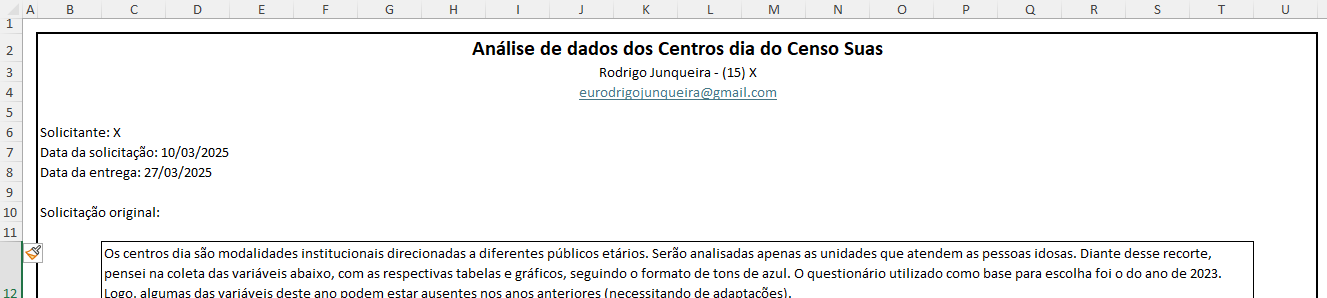 A B C D E F G H I J K L M N O P Q R S T U
1
2 Análise de dados dos Centros dia do Censo Suas
3 Rodrigo Junqueira - (15) X
4 eurodrigojunqueira@gmail.com
5
6 Solicitante: X
7 Data da solicitação: 10/03/2025
8 Data da entrega: 27/03/2025
9
10 Solicitação original:
11
Os centros dia são modalidades institucionais direcionadas a diferentes públicos etários. Serão analisadas apenas as unidades que atendem as pessoas idosas. Diante desse recorte,
pensei na coleta das variáveis abaixo, com as respectivas tabelas e gráficos, seguindo o formato de tons de azul. O questionário utilizado como base para escolha foi o do ano de 2023.
12 Logo, algumas das variáveis deste ano podem estar ausentes nos anos anteriores (necessitando de adaptações).